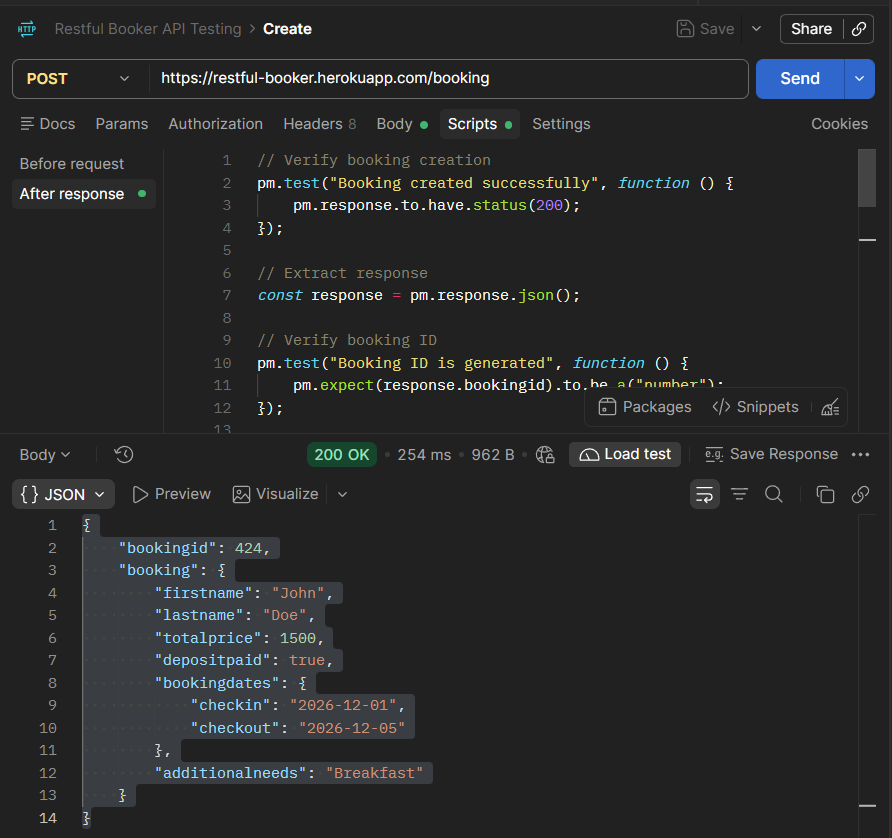 HTTP Restful Booker API Testing > Create Save Share
POST https://restful-booker.herokuapp.com/booking Send
Docs Params Authorization Headers 8 Body Scripts Settings Cookies
Before request
After response
1 // Verify booking creation
2 pm.test("Booking created successfully", function () {
3 pm.response.to.have.status(200);
4 });
5
6 // Extract response
7 const response = pm.response.json();
8
9 // Verify booking ID
10 pm.test("Booking ID is generated", function () {
11 pm.expect(response.bookingid).to.be.a("number");
12 });
13
Packages </> Snippets
Body 200 OK • 254 ms • 962 B • Load test e.g. Save Response
{ } JSON Preview Visualize
1 {
2 "bookingid": 424,
3 "booking": {
4 "firstname": "John",
5 "lastname": "Doe",
6 "totalprice": 1500,
7 "depositpaid": true,
8 "bookingdates": {
9 "checkin": "2026-12-01",
10 "checkout": "2026-12-05"
11 },
12 "additionalneeds": "Breakfast"
13 }
14 }